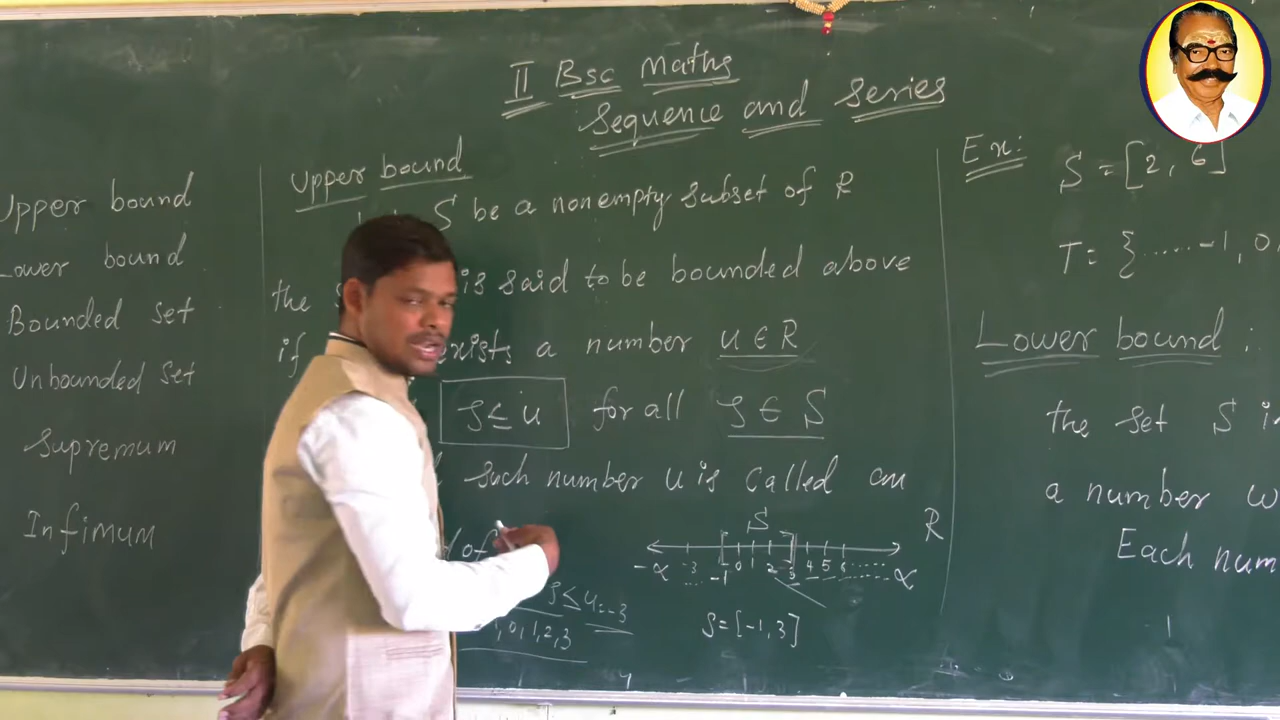 II Bsc Maths
Sequence and Series
Upper bound
Lower bound
Bounded set
Unbounded set
Supremum
Infimum
Upper bound
S be a nonempty subset of R
the is said to be bounded above
if a number u ∈ R
s ≤ u for all s ∈ S
such number u is called an
of
s ≤ u = -3
0, 1, 2, 3
S
R
-∝ -3 -1 0 1 2 3 4 5 6 ...... ∝
S = [-1, 3]
Ex:
S = [2, 6]
T = { ...... -1, 0,
Lower bound :
the set S
a number
Each num